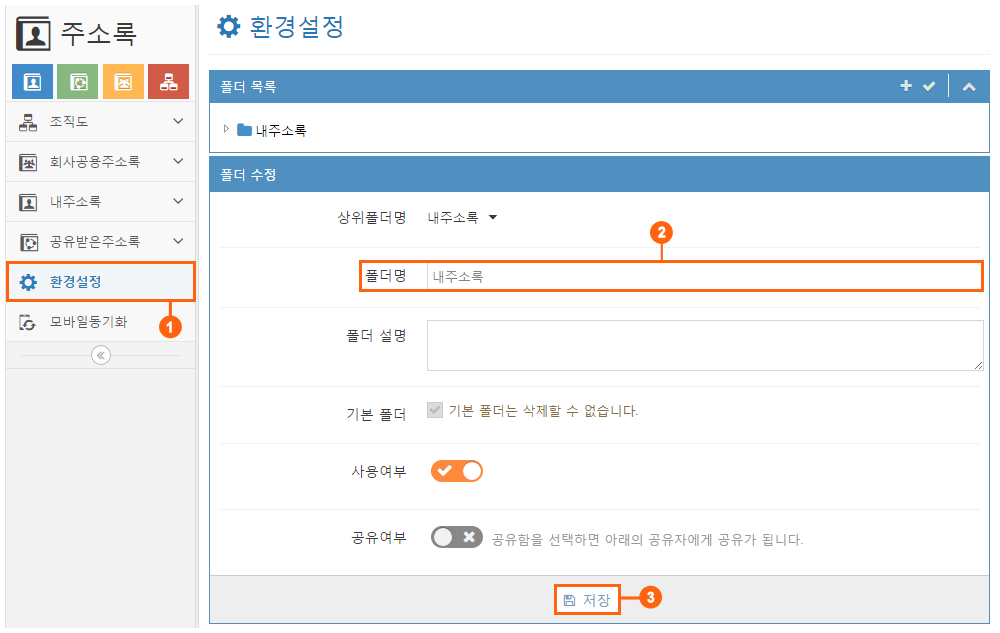 주소록
조직도
회사공용주소록
내주소록
공유받은주소록
환경설정
1
모바일동기화
환경설정
폴더 목록
내주소록
폴더 수정
상위폴더명 내주소록
2
폴더명 내주소록
폴더 설명
기본 폴더 기본 폴더는 삭제할 수 없습니다.
사용여부
공유여부 공유함을 선택하면 아래의 공유자에게 공유가 됩니다.
저장 3